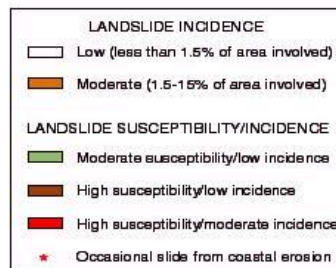 LANDSLIDE INCIDENCE
Low (less than 1.5% of area involved)
Moderate (1.5-15% of area involved)
LANDSLIDE SUSCEPTIBILITY/INCIDENCE
Moderate susceptibility/low incidence
High susceptibility/low incidence
High susceptibility/moderate incidence
Occasional slide from coastal erosion